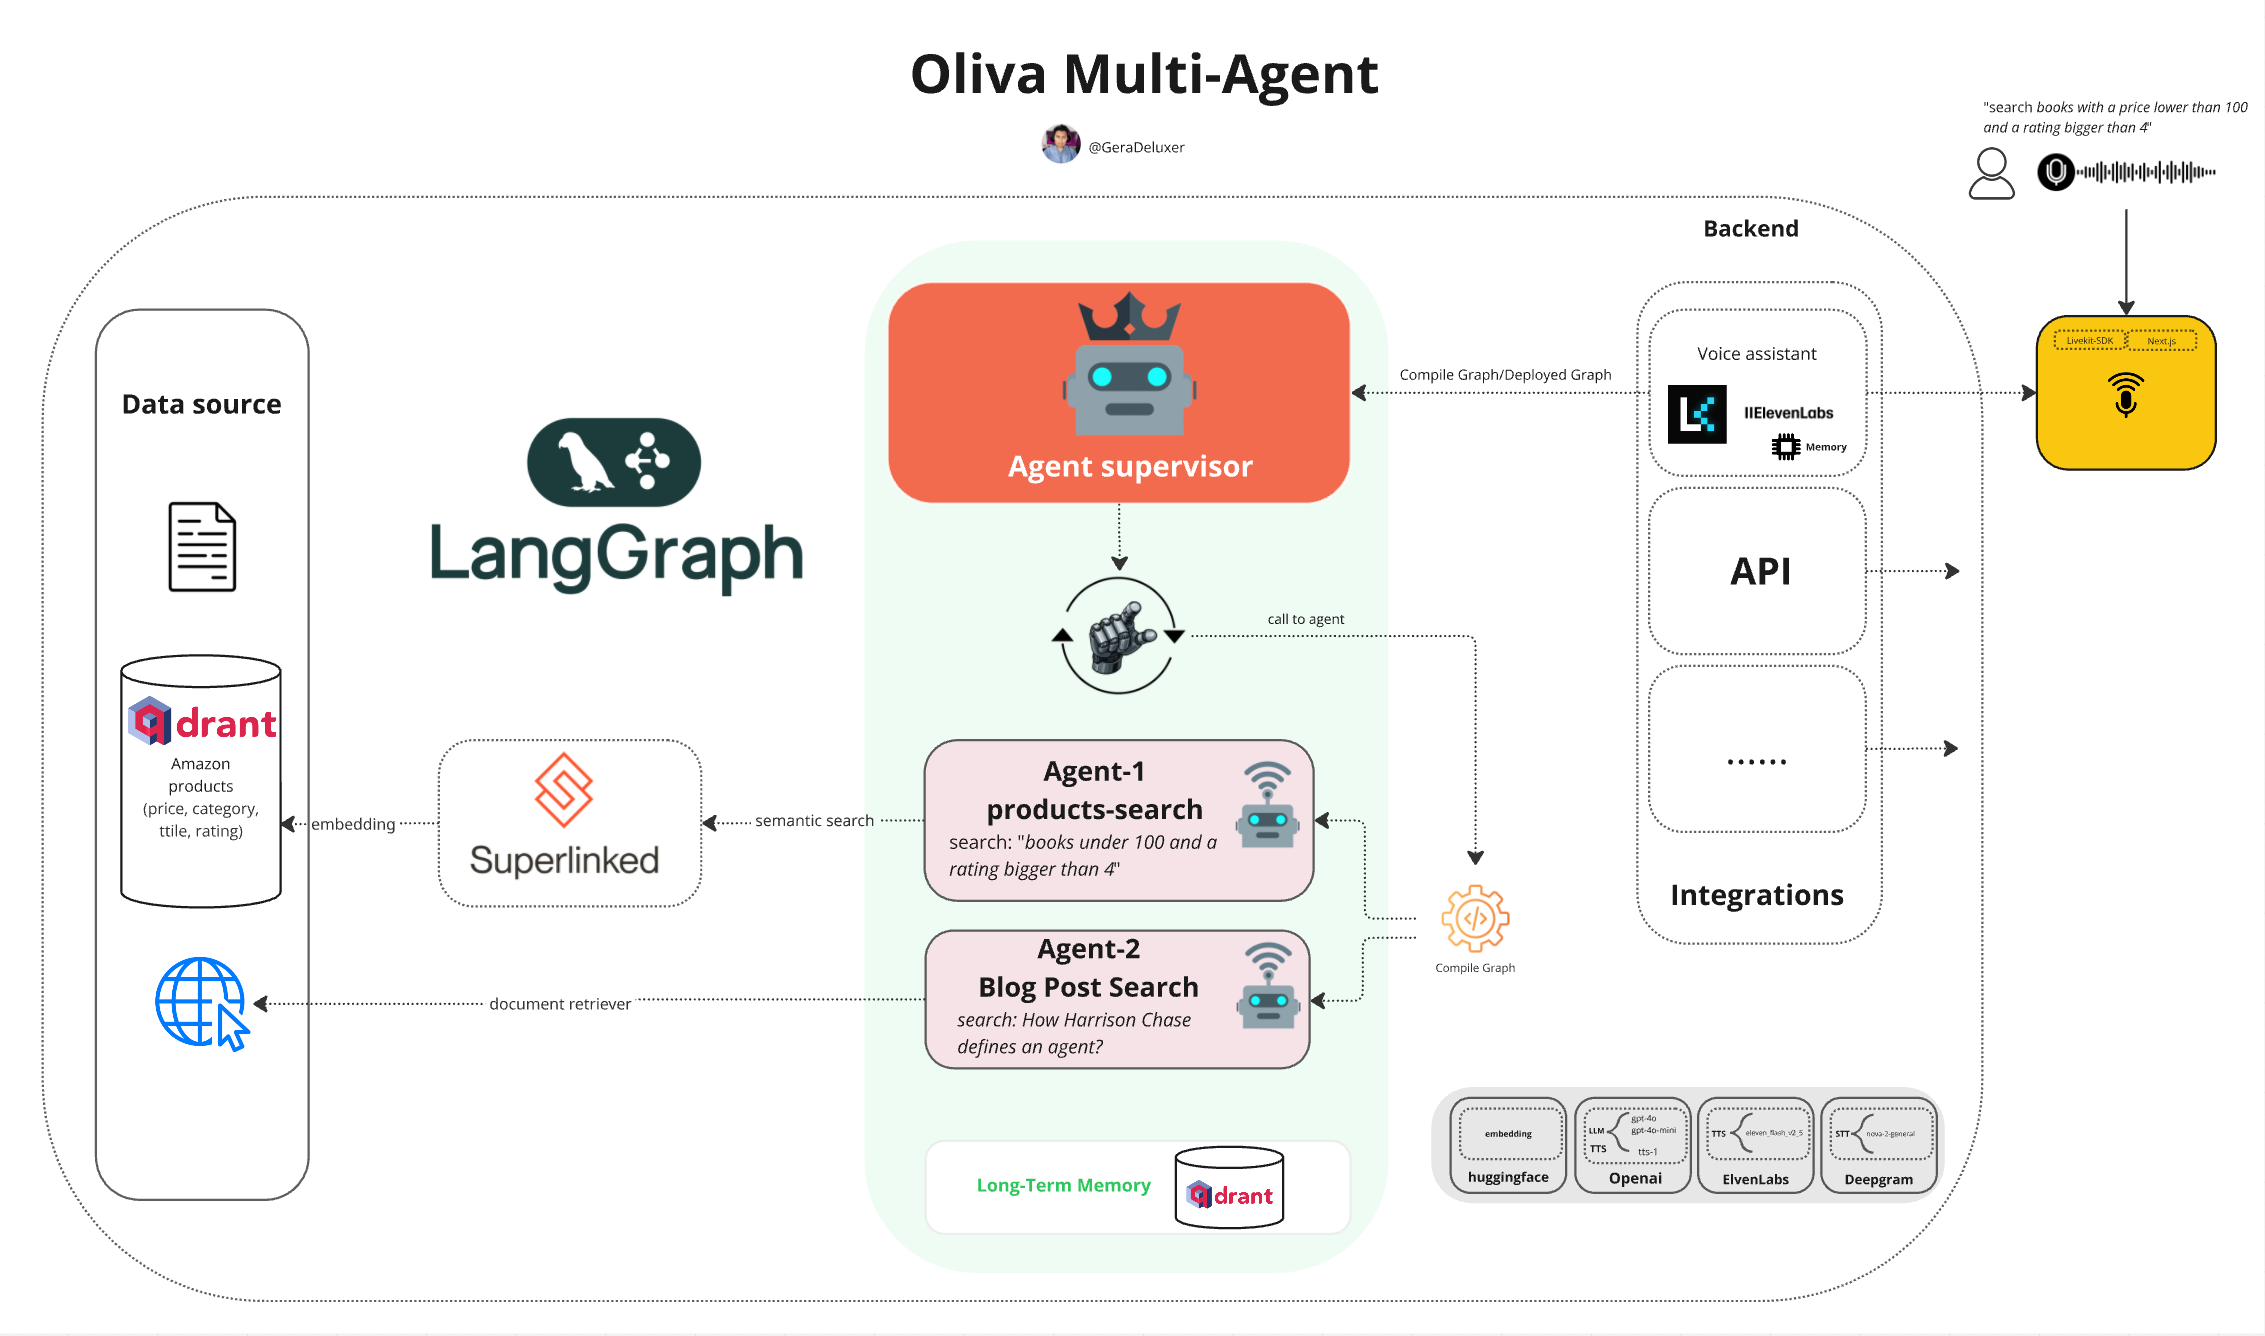 Oliva Multi-Agent
@GeraDeluxer
"search books with a price lower than 100
and a rating bigger than 4"
Backend
Data source
LangGraph
Agent supervisor
Compile Graph/Deployed Graph
Voice assistant
IIElevenLabs
Memory
Livekit-SDK
Next.js
API
......
Integrations
call to agent
qdrant
Amazon
products
(price, category,
ttile, rating)
embedding
Superlinked
semantic search
Agent-1
products-search
search: "books under 100 and a
rating bigger than 4"
Agent-2
Blog Post Search
search: How Harrison Chase
defines an agent?
document retriever
Compile Graph
Long-Term Memory
qdrant
embedding
huggingface
LLM
gpt-4o
gpt-4o-mini
TTS
tts-1
Openai
TTS
eleven_flash_v2_5
ElvenLabs
STT
nova-2-general
Deepgram